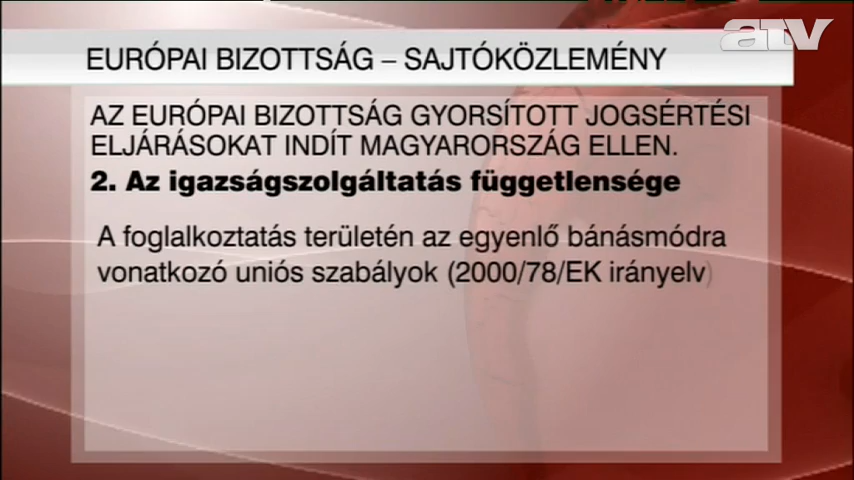 atv
EURÓPAI BIZOTTSÁG – SAJTÓKÖZLEMÉNY
AZ EURÓPAI BIZOTTSÁG GYORSÍTOTT JOGSÉRTÉSI
ELJÁRÁSOKAT INDÍT MAGYARORSZÁG ELLEN.
2. Az igazságszolgáltatás függetlensége
A foglalkoztatás területén az egyenlő bánásmódra
vonatkozó uniós szabályok (2000/78/EK irányelv)